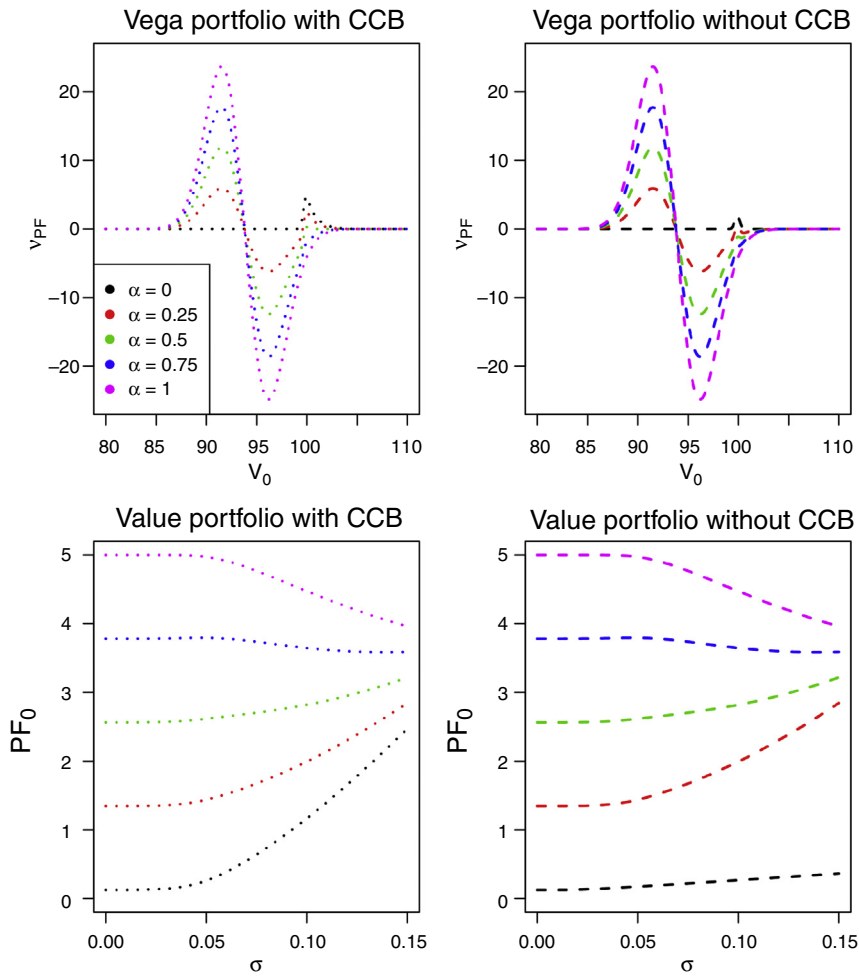 Vega portfolio with CCB
20
10
0
−10
−20
ν_PF
α = 0
α = 0.25
α = 0.5
α = 0.75
α = 1
80 85 90 95 100 110
V_0
Vega portfolio without CCB
20
10
0
−10
−20
ν_PF
80 85 90 95 100 110
V_0
Value portfolio with CCB
5
4
3
2
1
0
PF_0
0.00 0.05 0.10 0.15
σ
Value portfolio without CCB
5
4
3
2
1
0
PF_0
0.00 0.05 0.10 0.15
σ